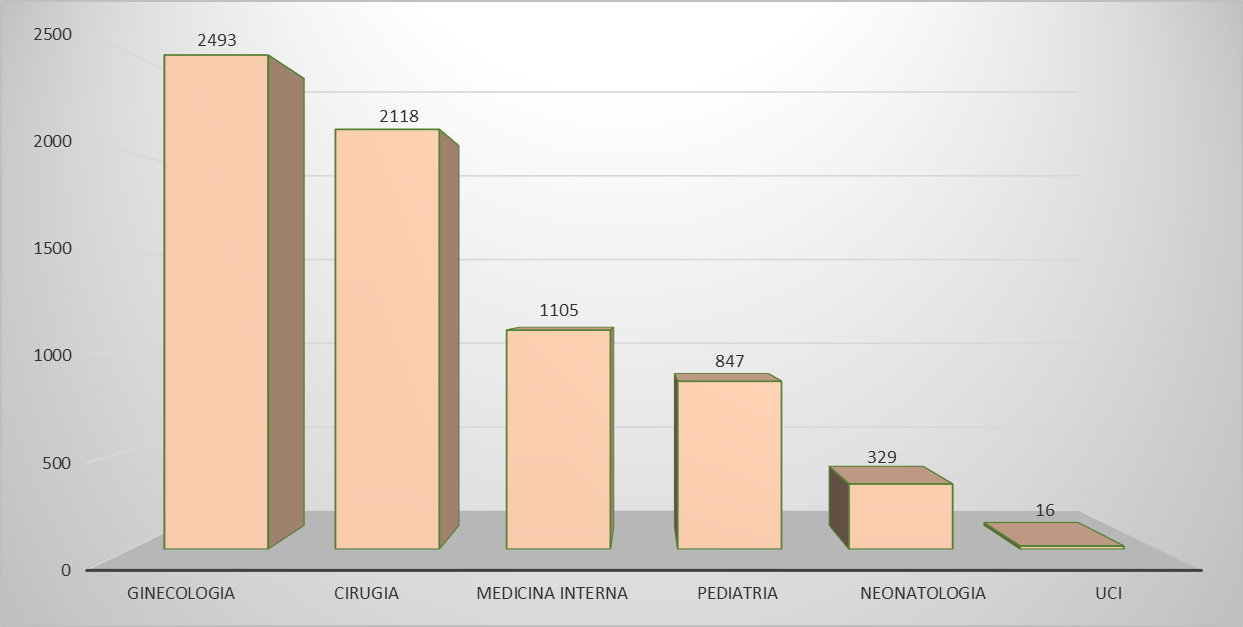 2500
2000
1500
1000
500
0
2493
2118
1105
847
329
16
GINECOLOGIA
CIRUGIA
MEDICINA INTERNA
PEDIATRIA
NEONATOLOGIA
UCI